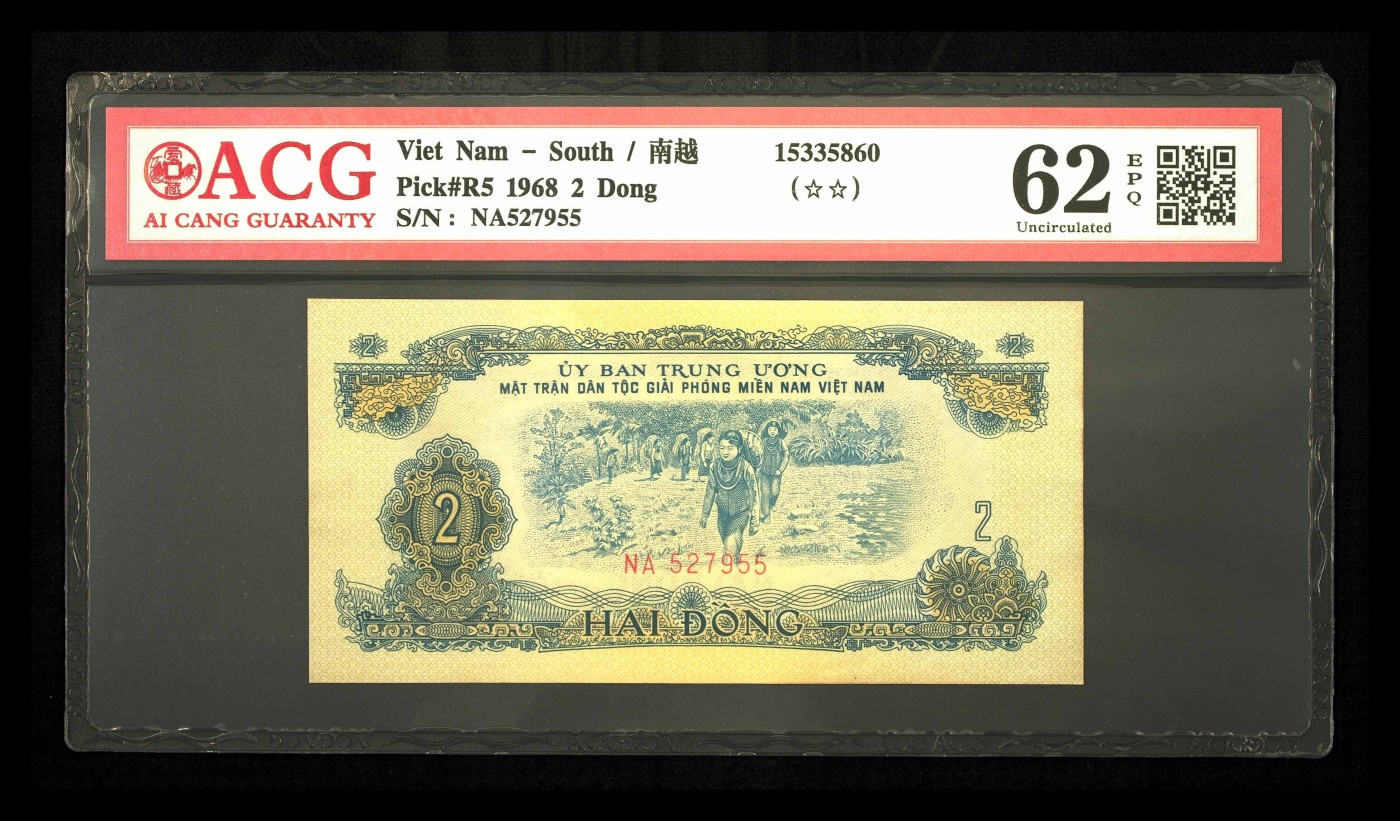 ACG
AI CANG GUARANTY
愛藏
Viet Nam - South / 南越
Pick#R5 1968 2 Dong
S/N: NA527955
15335860
(☆☆)
62
EPQ
Uncirculated
2
2
ỦY BAN TRUNG ƯƠNG
MẶT TRẬN DÂN TỘC GIẢI PHÓNG MIỀN NAM VIỆT NAM
2
2
NA 527955
HAI ĐỒNG